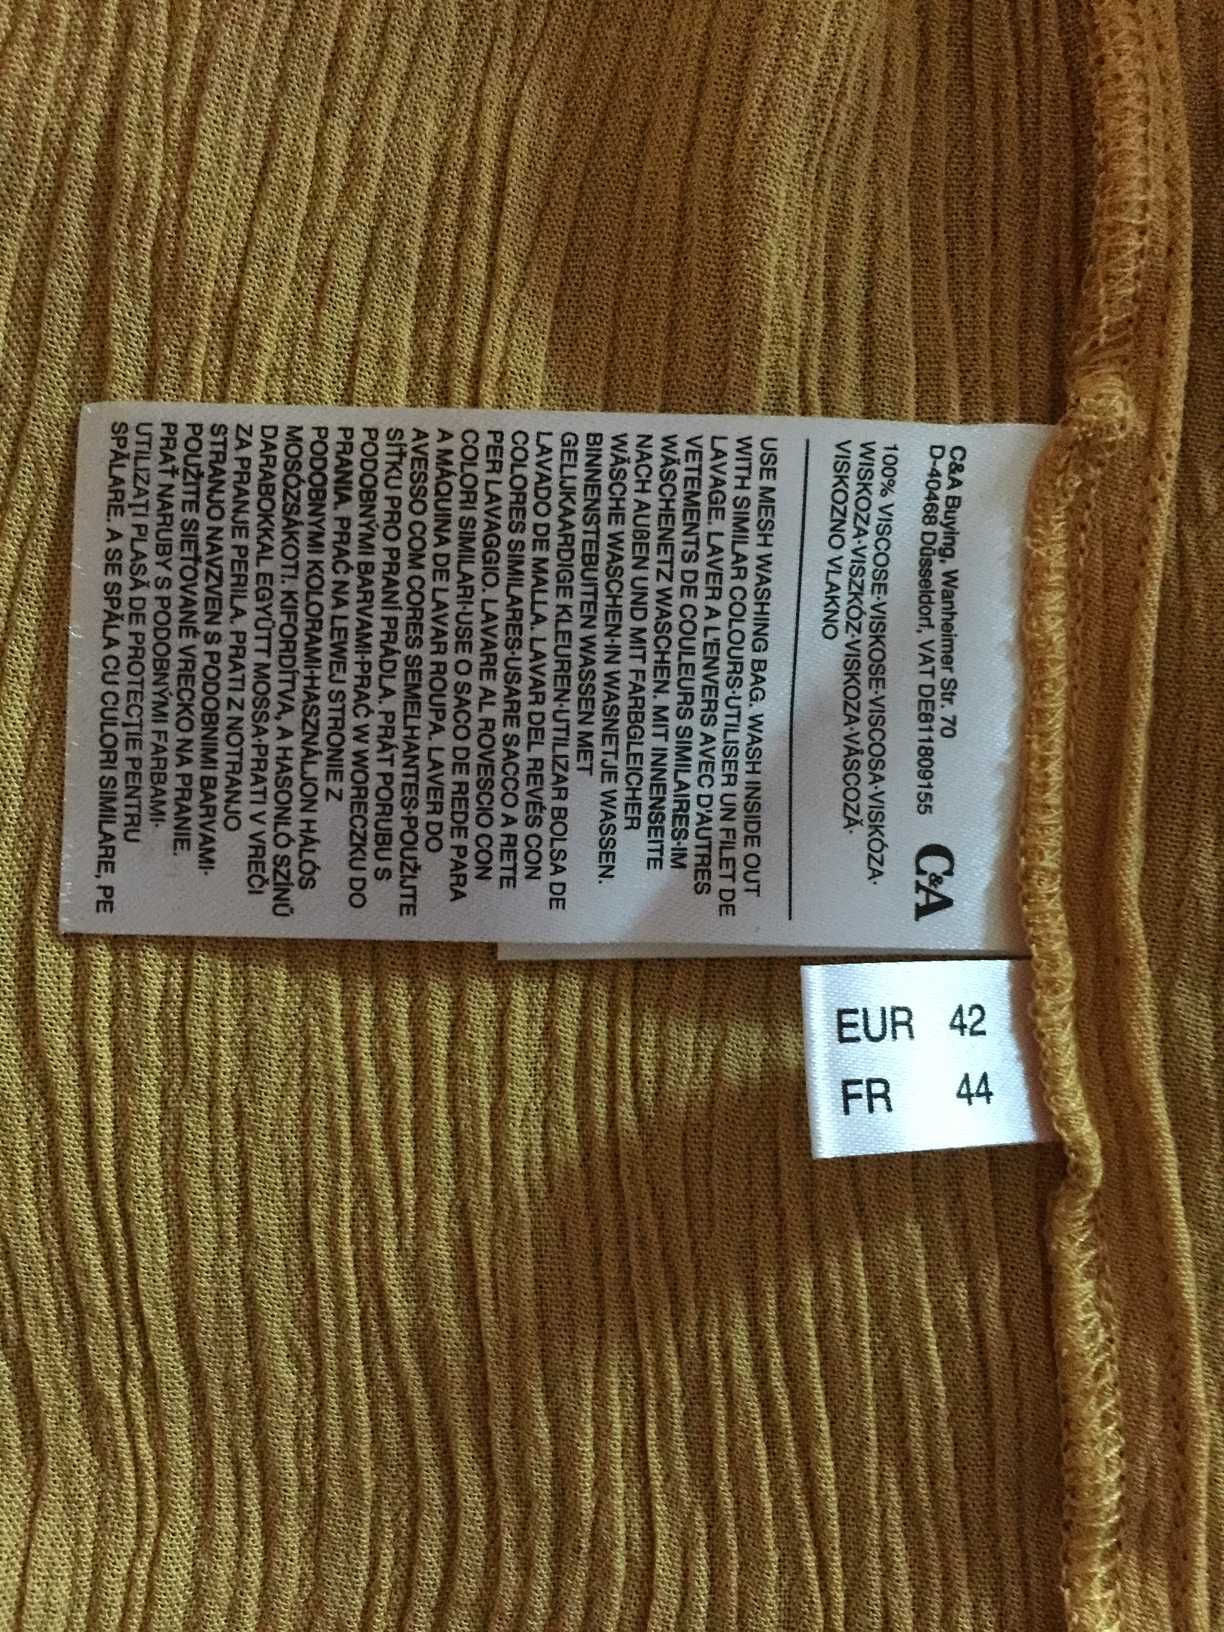 C&A Buying, Wanheimer Str. 70
D-40468 Düsseldorf, VAT DE811809155
C&A
100% VISCOSE·VISKOSE·VISCOSA·VISKÓZA·
WISKOZA·VISZKÓZ·VISKOZA·VÂSCOZĂ·
VISKOZNO VLAKNO
USE MESH WASHING BAG. WASH INSIDE OUT
WITH SIMILAR COLOURS·UTILISER UN FILET DE
LAVAGE. LAVER A L'ENVERS AVEC D'AUTRES
VETEMENTS DE COULEURS SIMILAIRES·IM
WÄSCHENETZ WASCHEN. MIT INNENSEITE
NACH AUßEN UND MIT FARBGLEICHER
WÄSCHE WASCHEN·IN WASNETJE WASSEN.
BINNENSTEBUITEN WASSEN MET
GELIJKAARDIGE KLEUREN·UTILIZAR BOLSA DE
LAVADO DE MALLA. LAVAR DEL REVÉS CON
COLORES SIMILARES·USARE SACCO A RETE
PER LAVAGGIO. LAVARE AL ROVESCIO CON
COLORI SIMILARI·USE O SACO DE REDE PARA
A MÁQUINA DE LAVAR ROUPA. LAVER DO
AVESSO COM CORES SEMELHANTES·POUŽIJTE
SÍŤKU PRO PRANÍ PRÁDLA. PRÁT PORUBU S
PODOBNÝMI BARVAMI·PRAĆ W WORECZKU DO
PRANIA. PRAĆ NA LEWEJ STRONIE Z
PODOBNYMI KOLORAMI·HASZNÁLJON HÁLÓS
MOSÓZSÁKOTI. KIFORDÍTVA, A HASONLÓ SZÍNŰ
DARABOKKAL EGYÜTT MOSSA·PRATI V VREČI
ZA PRANJE PERILA. PRATI Z NOTRANJO
STRANJO NAVZVEN S PODOBNIMI BARVAMI·
POUŽITE SIEŤOVANÉ VRECKO NA PRANIE.
PRAŤ NARUBY S PODOBNÝMI FARBAMI·
UTILIZAȚI PLASĂ DE PROTECȚIE PENTRU
SPĂLARE. A SE SPĂLA CU CULORI SIMILARE, PE
EUR 42
FR 44